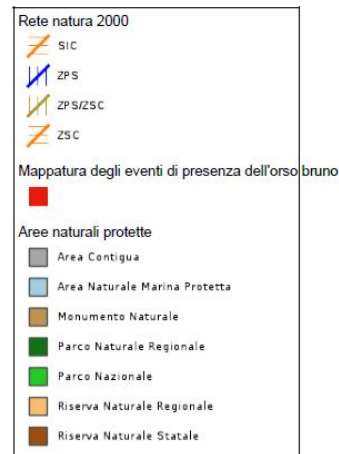 Rete natura 2000
SIC
ZPS
ZPS/ZSC
ZSC
Mappatura degli eventi di presenza dell'orso bruno
Aree naturali protette
Area Contigua
Area Naturale Marina Protetta
Monumento Naturale
Parco Naturale Regionale
Parco Nazionale
Riserva Naturale Regionale
Riserva Naturale Statale